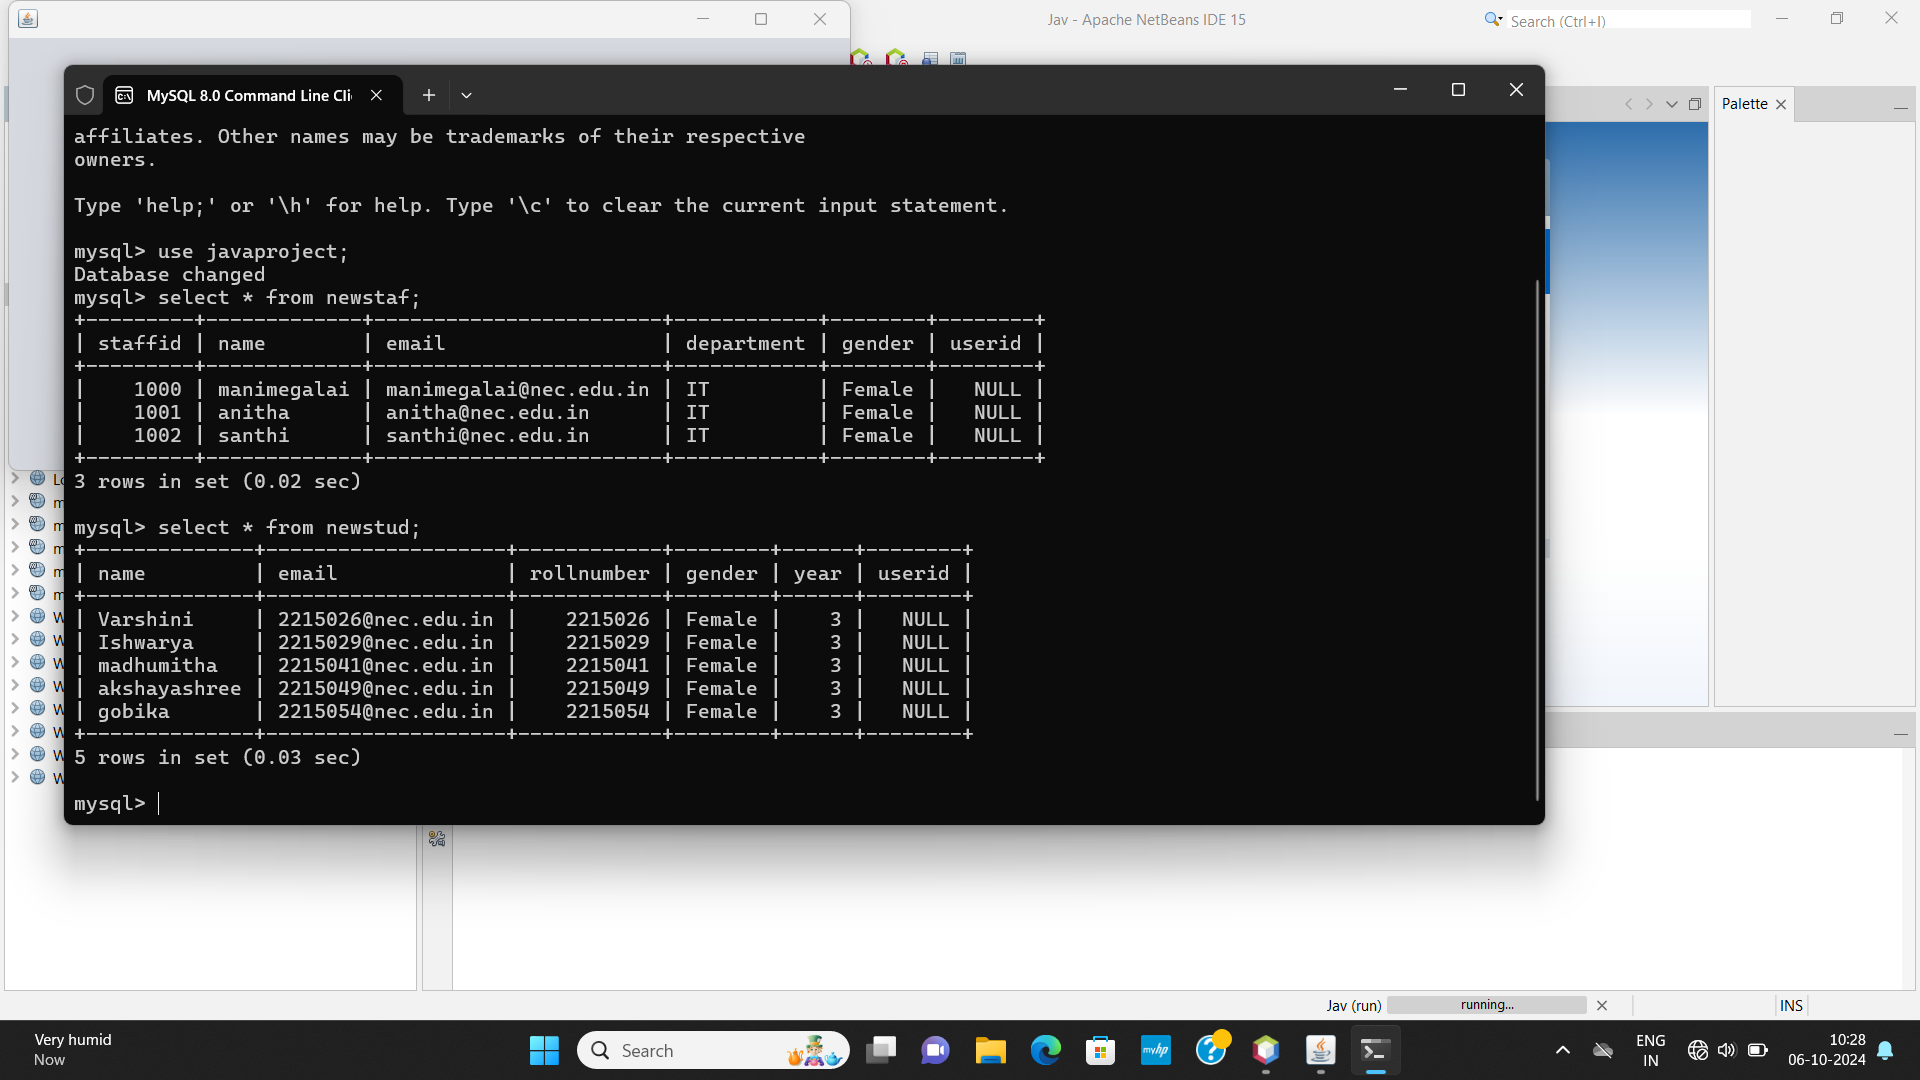 Jav - Apache NetBeans IDE 15
Search (Ctrl+I)
MySQL 8.0 Command Line Cli
Palette
affiliates. Other names may be trademarks of their respective
owners.
Type 'help;' or '\h' for help. Type '\c' to clear the current input statement.
mysql> use javaproject;
Database changed
mysql> select * from newstaf;
+---------+-------------+------------------------+------------+--------+--------+
| staffid | name        | email                  | department | gender | userid |
+---------+-------------+------------------------+------------+--------+--------+
|    1000 | manimegalai | manimegalai@nec.edu.in | IT         | Female |   NULL |
|    1001 | anitha      | anitha@nec.edu.in      | IT         | Female |   NULL |
|    1002 | santhi      | santhi@nec.edu.in      | IT         | Female |   NULL |
+---------+-------------+------------------------+------------+--------+--------+
3 rows in set (0.02 sec)
mysql> select * from newstud;
+--------------+--------------------+------------+--------+------+--------+
| name         | email              | rollnumber | gender | year | userid |
+--------------+--------------------+------------+--------+------+--------+
| Varshini     | 2215026@nec.edu.in |    2215026 | Female |    3 |   NULL |
| Ishwarya     | 2215029@nec.edu.in |    2215029 | Female |    3 |   NULL |
| madhumitha   | 2215041@nec.edu.in |    2215041 | Female |    3 |   NULL |
| akshayashree | 2215049@nec.edu.in |    2215049 | Female |    3 |   NULL |
| gobika       | 2215054@nec.edu.in |    2215054 | Female |    3 |   NULL |
+--------------+--------------------+------------+--------+------+--------+
5 rows in set (0.03 sec)
mysql>
Jav (run)
running...
INS
Very humid
Now
Search
myhp
ENG
IN
10:28
06-10-2024